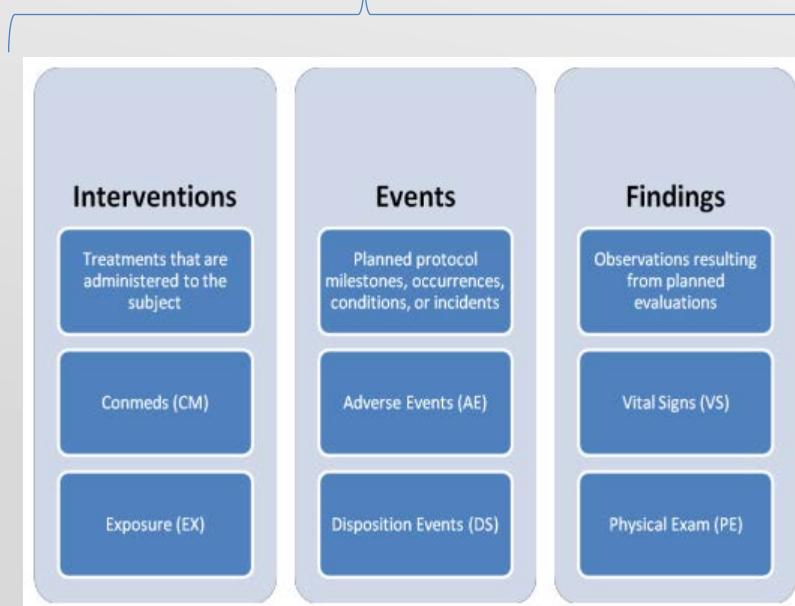 Interventions
Treatments that are
administered to the
subject
Conmeds (CM)
Exposure (EX)
Events
Planned protocol
milestones, occurrences,
conditions, or incidents
Adverse Events (AE)
Disposition Events (DS)
Findings
Observations resulting
from planned
evaluations
Vital Signs (VS)
Physical Exam (PE)